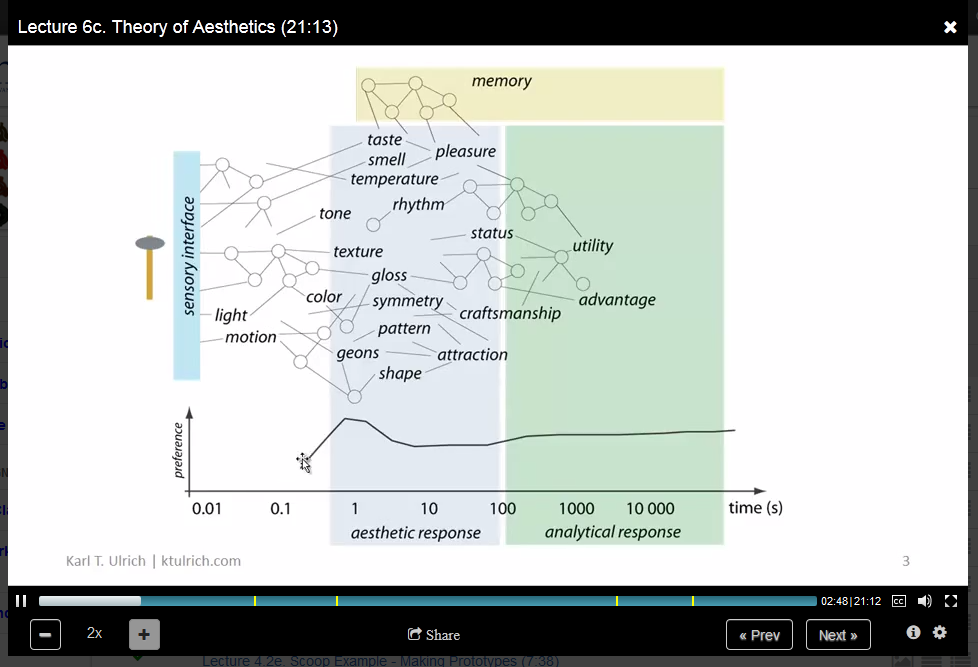 Lecture 6c. Theory of Aesthetics (21:13)
memory
taste
smell
pleasure
temperature
rhythm
tone
status
utility
texture
gloss
color
symmetry
advantage
craftsmanship
light
pattern
motion
geons
attraction
shape
sensory interface
preference
0.01 0.1 1 10 100 1000 10 000 time (s)
aesthetic response analytical response
Karl T. Ulrich | ktulrich.com 3
02:48|21:12 CC
2x Share « Prev Next »
Lecture 4.2e Scoop Example - Making Prototypes (7:38)